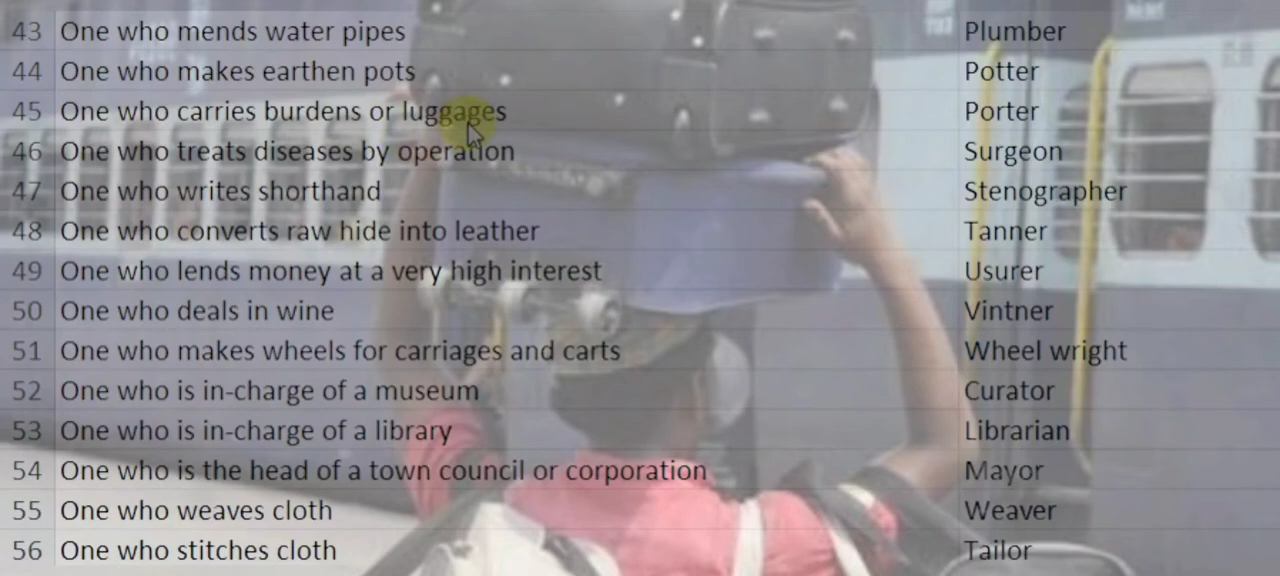 43 One who mends water pipes Plumber
44 One who makes earthen pots Potter
45 One who carries burdens or luggages Porter
46 One who treats diseases by operation Surgeon
47 One who writes shorthand Stenographer
48 One who converts raw hide into leather Tanner
49 One who lends money at a very high interest Usurer
50 One who deals in wine Vintner
51 One who makes wheels for carriages and carts Wheel wright
52 One who is in-charge of a museum Curator
53 One who is in-charge of a library Librarian
54 One who is the head of a town council or corporation Mayor
55 One who weaves cloth Weaver
56 One who stitches cloth Tailor